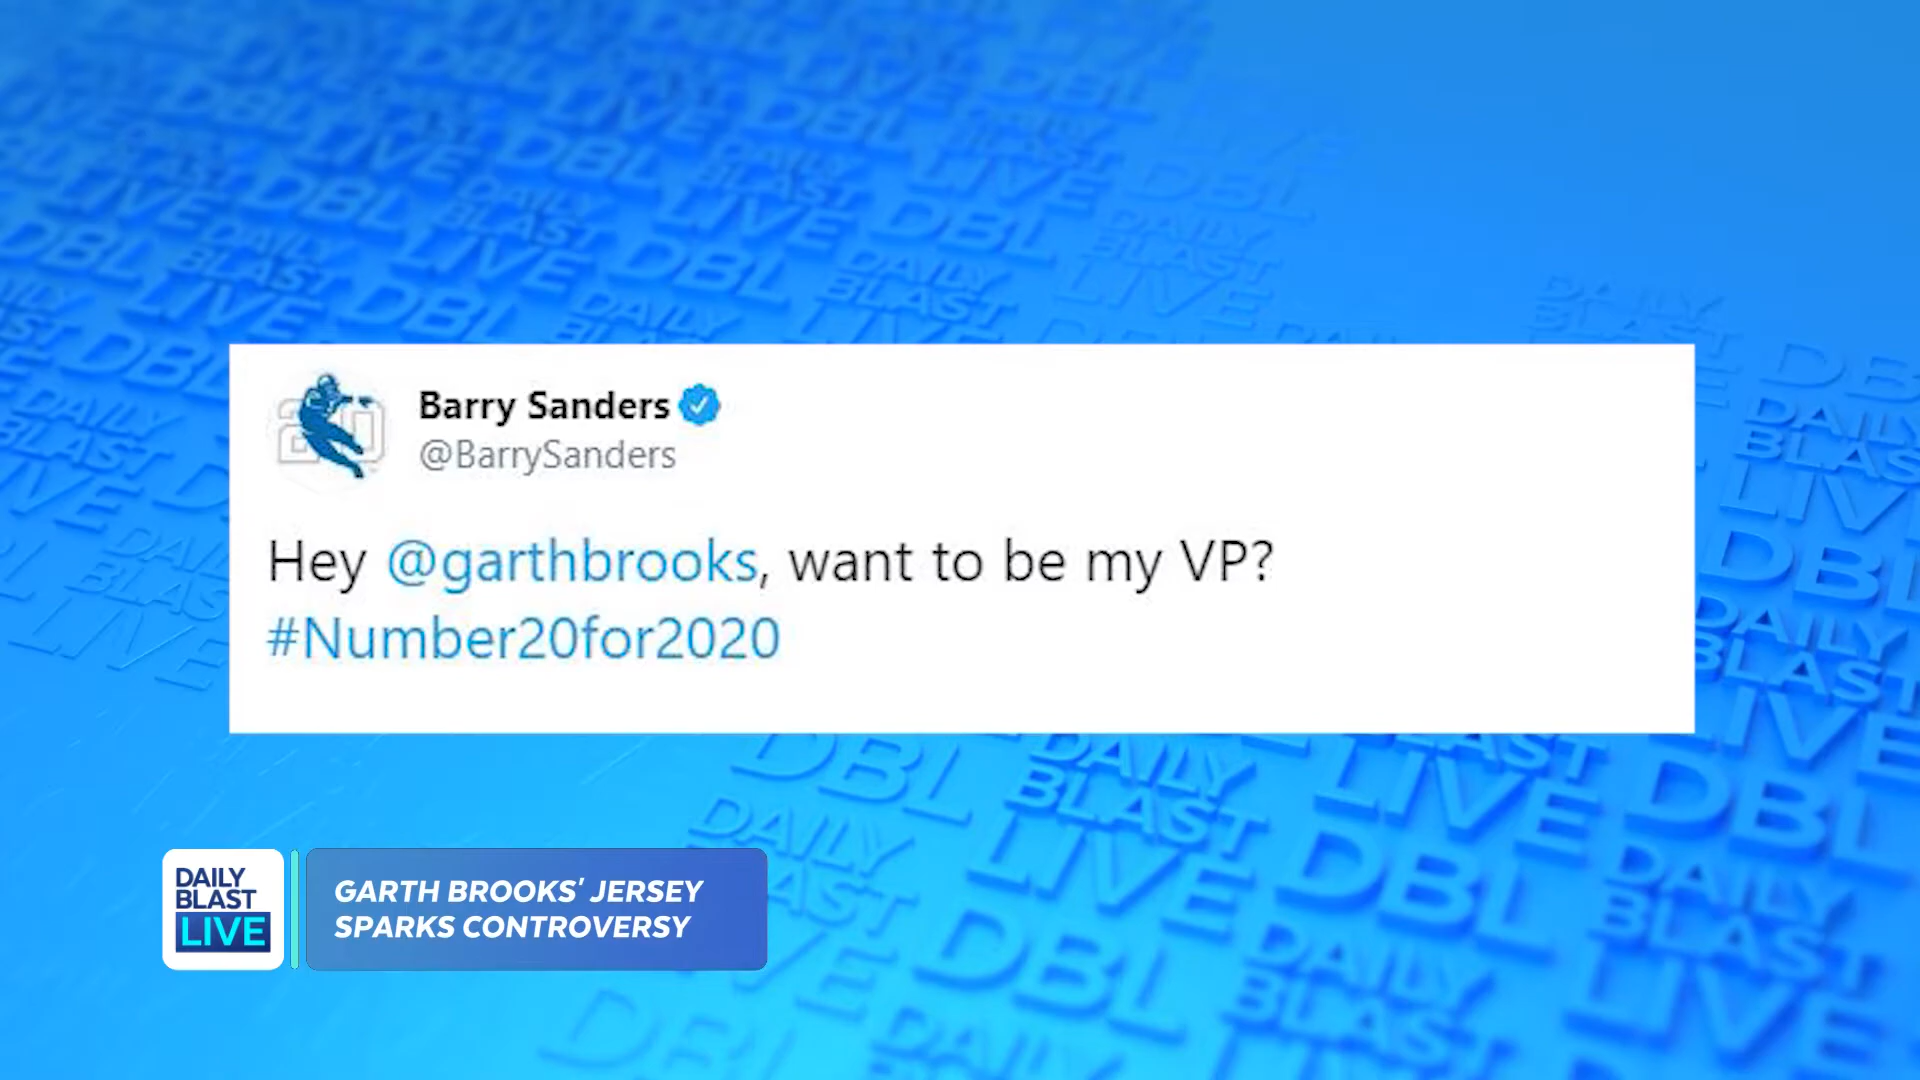 Barry Sanders
@BarrySanders
Hey @garthbrooks, want to be my VP?
#Number20for2020
DAILY
BLAST
LIVE
GARTH BROOKS' JERSEY
SPARKS CONTROVERSY